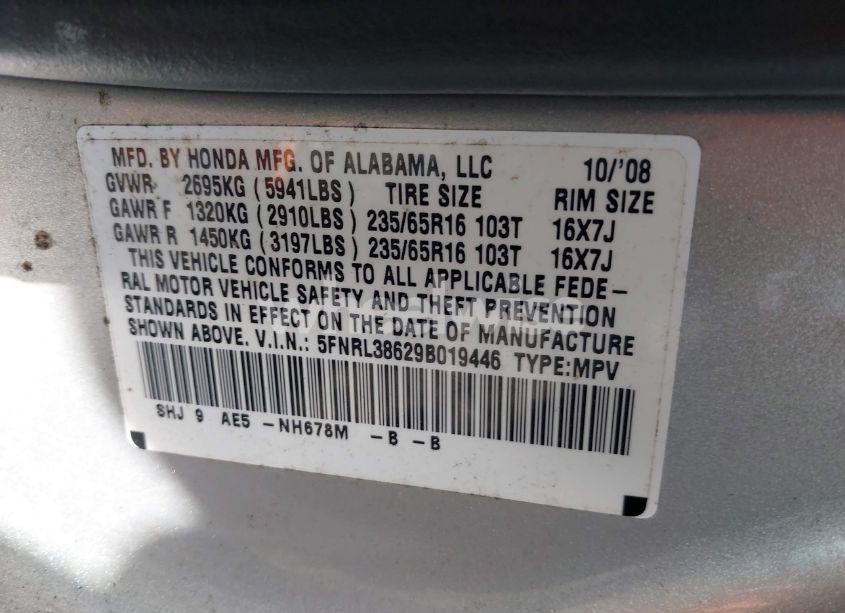 MFD. BY HONDA MFG. OF ALABAMA, LLC 10/'08
GVWR 2695KG (5941LBS) TIRE SIZE RIM SIZE
GAWR F 1320KG (2910LBS) 235/65R16 103T 16X7J
GAWR R 1450KG (3197LBS) 235/65R16 103T 16X7J
THIS VEHICLE CONFORMS TO ALL APPLICABLE FEDE-
RAL MOTOR VEHICLE SAFETY AND THEFT PREVENTION
STANDARDS IN EFFECT ON THE DATE OF MANUFACTURE
SHOWN ABOVE. V.I.N.: 5FNRL38629B019446 TYPE:MPV
SHJ 9 AE5 -NH678M -B -B